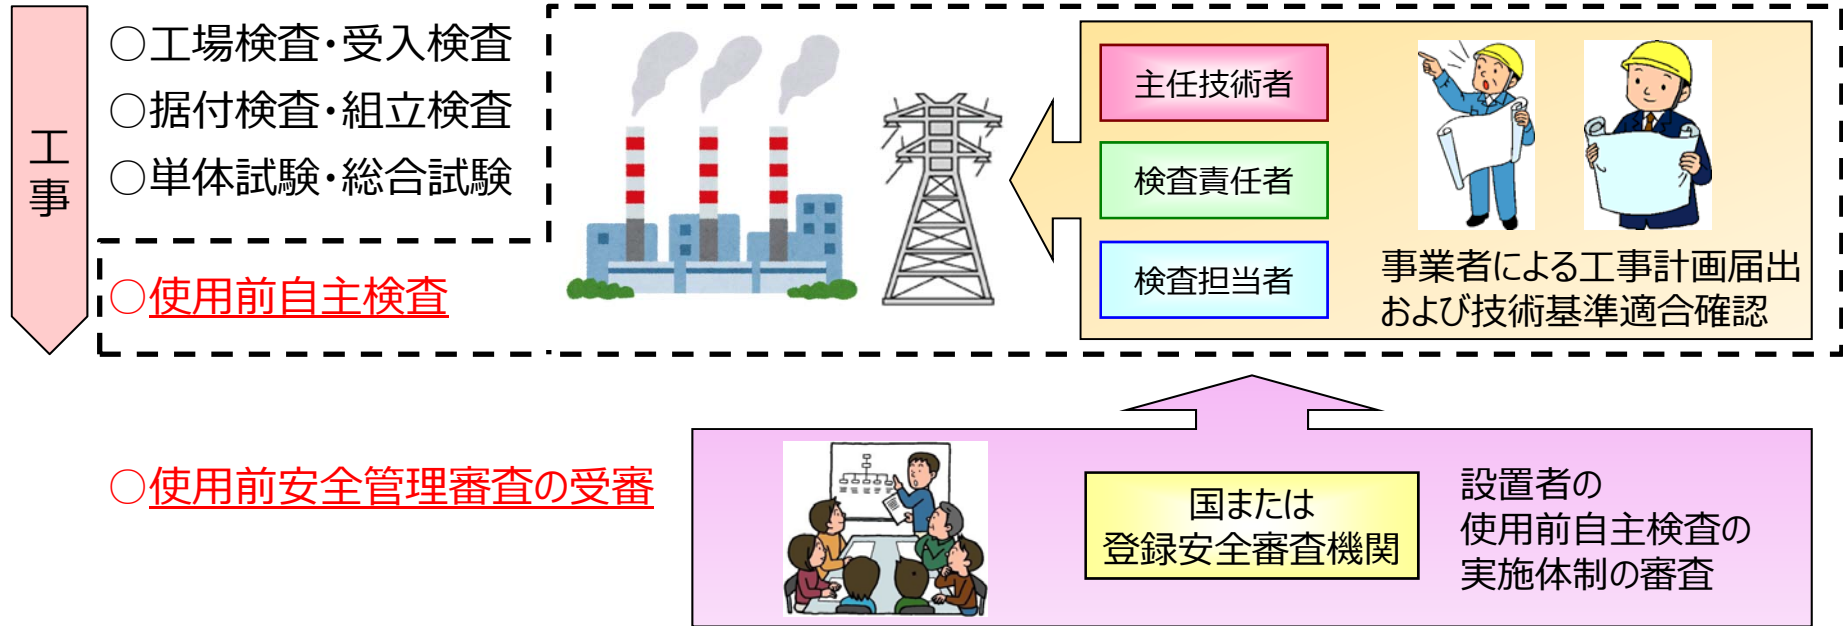 工事
○工場検査・受入検査
○据付検査・組立検査
○単体試験・総合試験
○使用前自主検査
主任技術者
検査責任者
検査担当者
事業者による工事計画届出
および技術基準適合確認
○使用前安全管理審査の受審
国または
登録安全審査機関
設置者の
使用前自主検査の
実施体制の審査